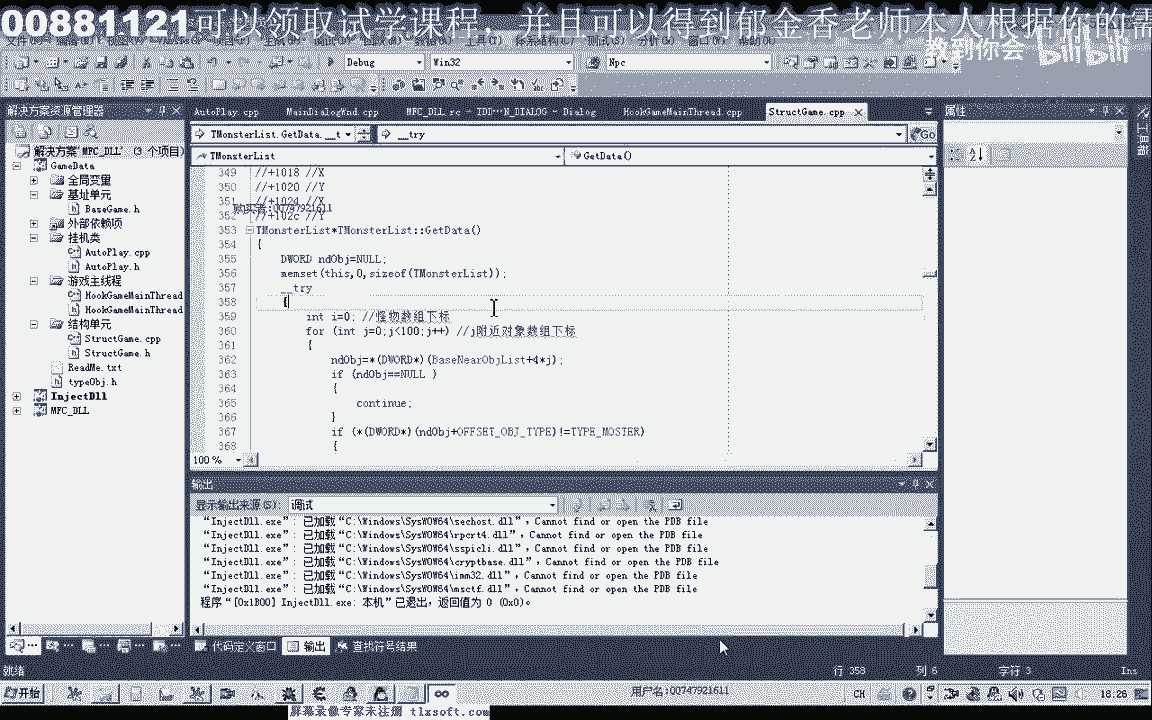 00881121可以领取试学课程 并且可以得到郁金香老师本人根据你的需
教到你会 bilibili
Debug Win32 Npc
解决方案资源管理器
AutoPlay.cpp MainDialogWnd.cpp MFC_DLL rc - IDD...N_DIALOG - Dialog HookGameMainThread.cpp StructGame.cpp
属性
工具箱
TMonsterList.GetData.__t __try Go
TMonsterList GetData()
解决方案"MFC_DLL" (3 个项目)
GameData
全局变量
基址单元
BaseGame.h
外部依赖项
挂机类
AutoPlay.cpp
AutoPlay.h
游戏主线程
HookGameMainThread
HookGameMainThread
结构单元
StructGame.cpp
StructGame.h
ReadMe.txt
typeObj.h
InjectDll
MFC_DLL
349 //+1018 //X
350 //+1020 //Y
351 //+1024 //X
352 //+102c //Y
购买者:00747921611
353 TMonsterList*TMonsterList::GetData()
354 {
355 DWORD ndObj=NULL;
356 memset(this,0,sizeof(TMonsterList));
357 __try
358 {
359 int i=0; //怪物数组下标
360 for (int j=0;j<100;j++) //j附近对象数组下标
361 {
362 ndObj=*(DWORD*)(BaseNearObjList+4*j);
363 if (ndObj==NULL )
364 {
365 continue;
366 }
367 if (*(DWORD*)(ndObj+OFFSET_OBJ_TYPE)!=TYPE_MOSTER)
368 {
100 %
输出
显示输出来源(S): 调试
"InjectDll.exe": 已加载"C:\Windows\SysWOW64\sechost.dll", Cannot find or open the PDB file
"InjectDll.exe": 已加载"C:\Windows\SysWOW64\rpcrt4.dll", Cannot find or open the PDB file
"InjectDll.exe": 已加载"C:\Windows\SysWOW64\sspicli.dll", Cannot find or open the PDB file
"InjectDll.exe": 已加载"C:\Windows\SysWOW64\cryptbase.dll", Cannot find or open the PDB file
"InjectDll.exe": 已加载"C:\Windows\SysWOW64\imm32.dll", Cannot find or open the PDB file
"InjectDll.exe": 已加载"C:\Windows\SysWOW64\msctf.dll", Cannot find or open the PDB file
程序"[0x1B00] InjectDll.exe: 本机"已退出，返回值为 0 (0x0)。
代码定义窗口 输出 查找符号结果
就绪 行 358 列 6 字符 3 Ins
开始 用户名:00747921611 CH 18:26
屏幕录像专家未注册 tlxsoft.com